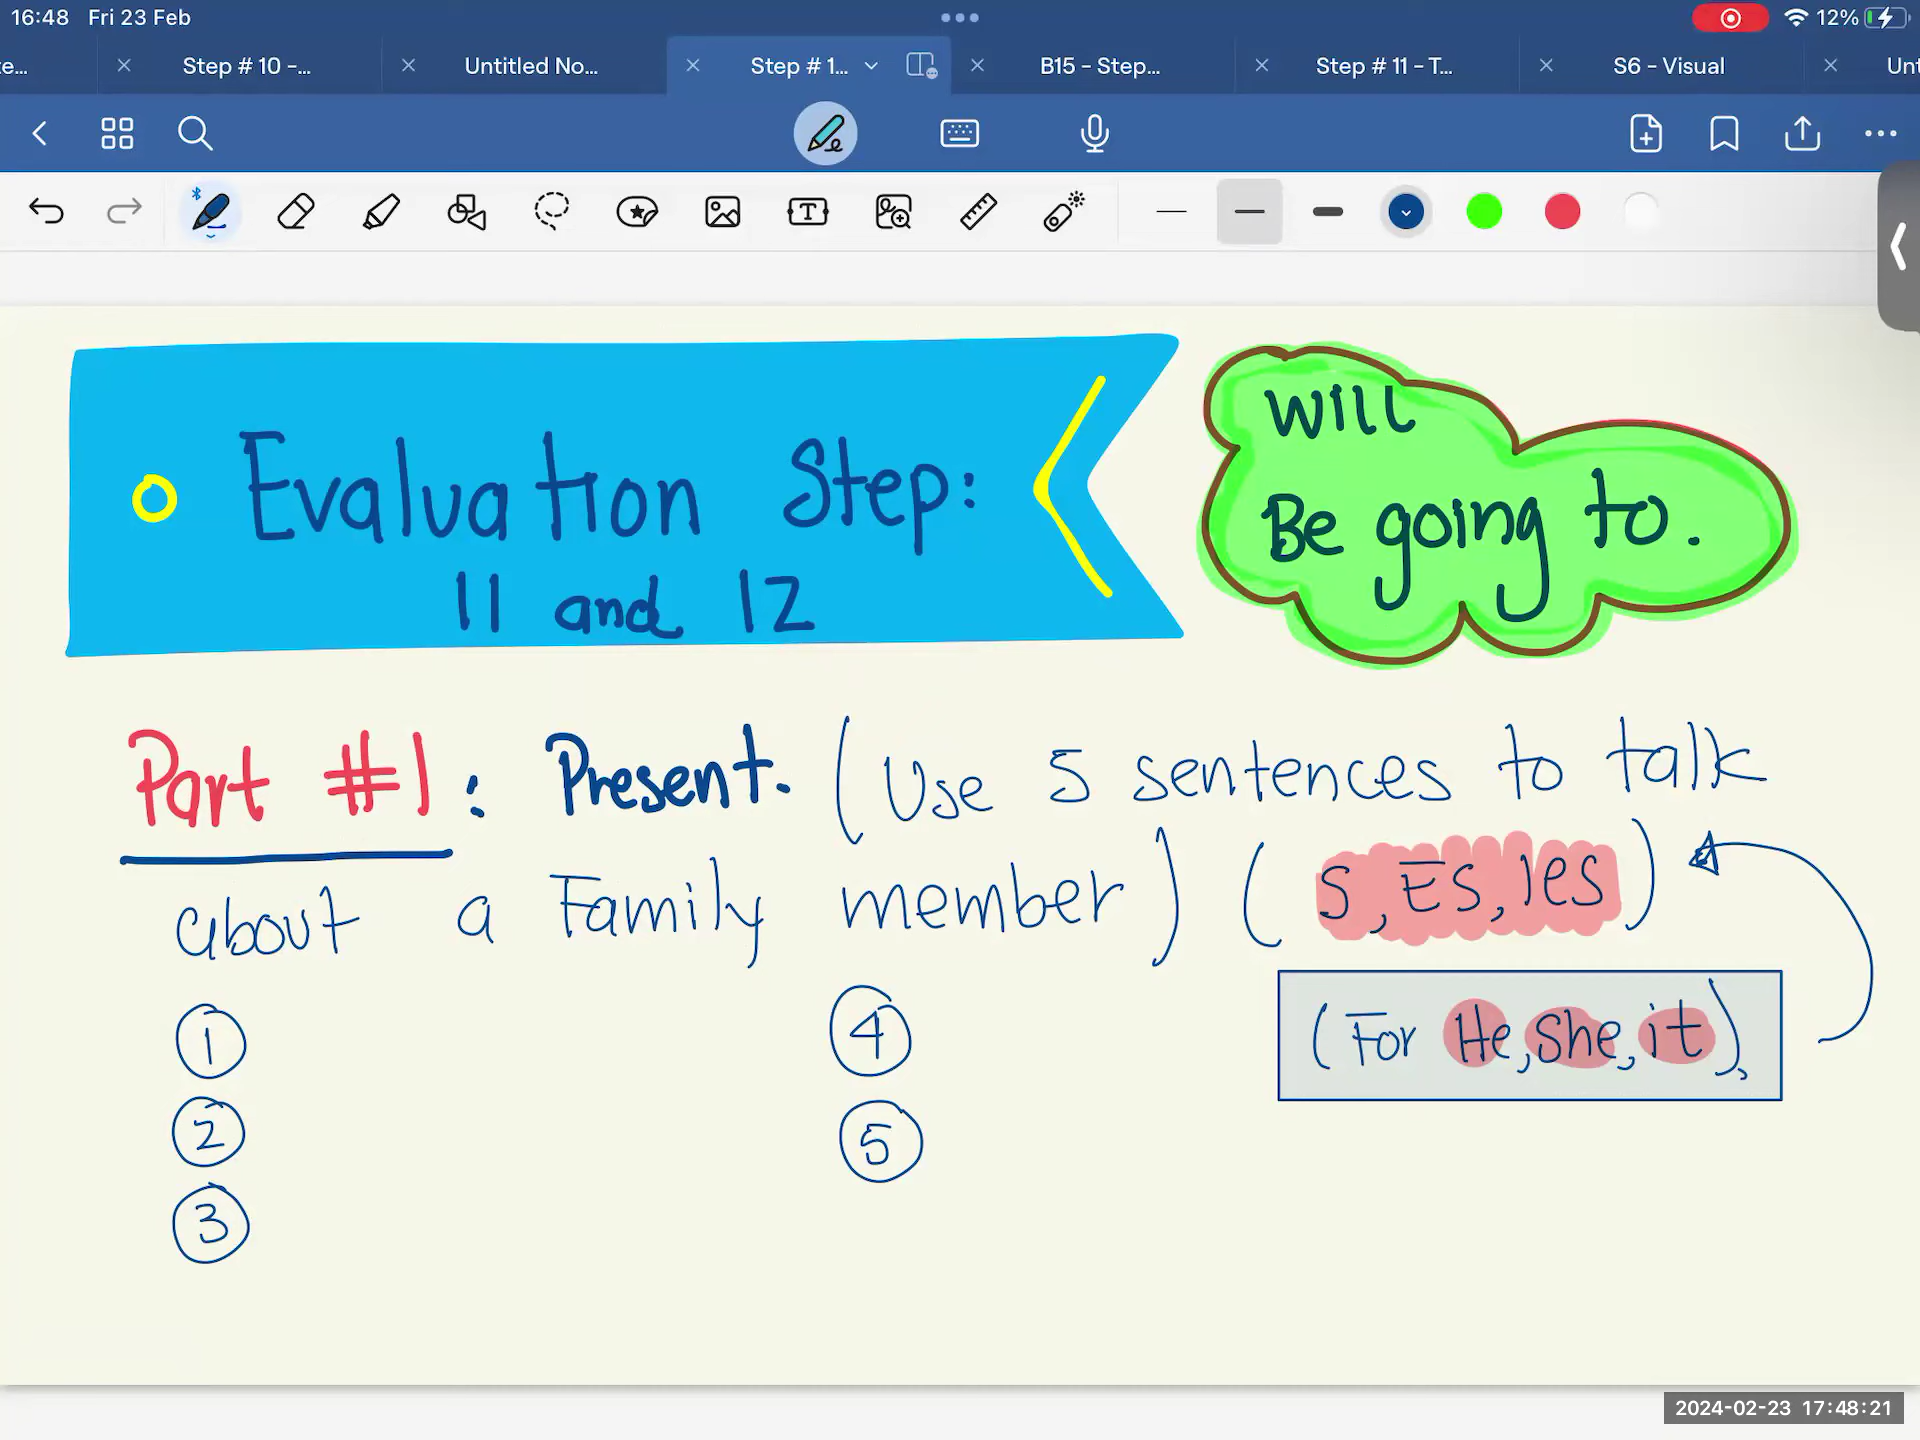 16:48 Fri 23 Feb
12%
e...
Step # 10 -...
Untitled No...
Step # 1...
B15 - Step...
Step # 11 - T...
S6 - Visual
Unt
Evaluation Step:
11 and 12
Will
Be going to.
Part #1: Present. (Use 5 sentences to talk
about a Family member) (S, ES, Ies)
(For He, She, it).
1
2
3
4
5
2024-02-23 17:48:21